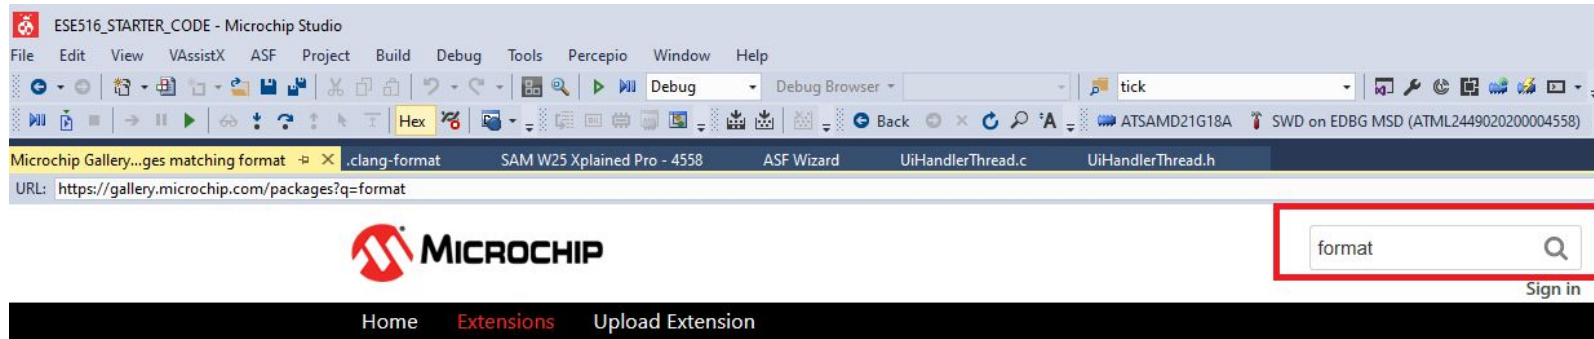 ESE516_STARTER_CODE - Microchip Studio
File Edit View VAssistX ASF Project Build Debug Tools Percepio Window Help
Debug Debug Browser tick
Hex Back ATSAMD21G18A SWD on EDBG MSD (ATML2449020200004558)
Microchip Gallery...ges matching format .clang-format SAM W25 Xplained Pro - 4558 ASF Wizard UiHandlerThread.c UiHandlerThread.h
URL: https://gallery.microchip.com/packages?q=format
MICROCHIP format
Sign in
Home Extensions Upload Extension